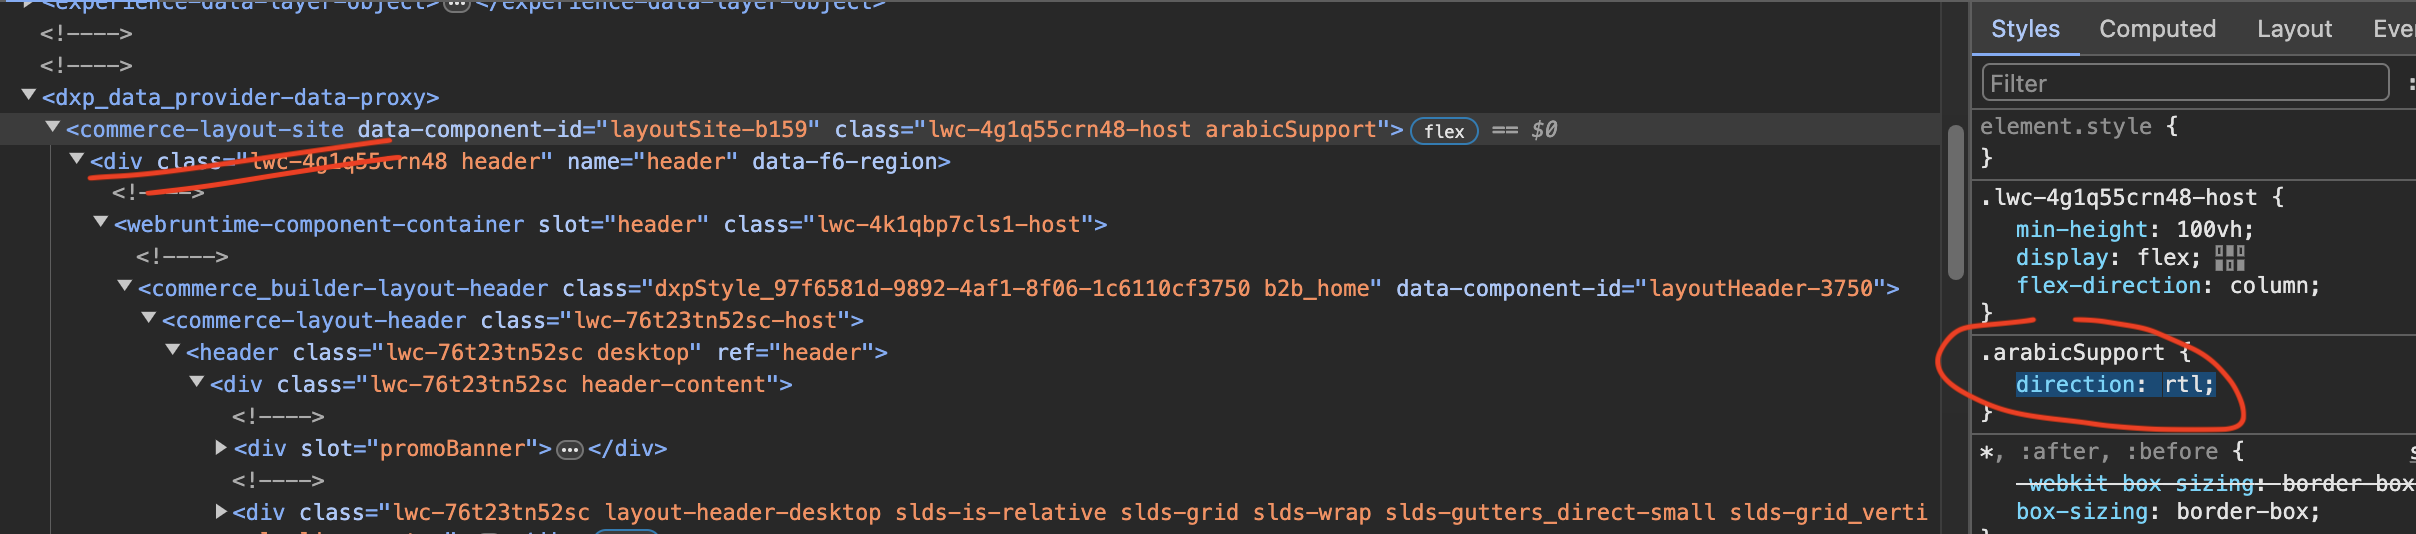 <experience-data-layer-object>…</experience-data-layer-object>
<!---->
<!---->
<dxp_data_provider-data-proxy>
<commerce-layout-site data-component-id="layoutSite-b159" class="lwc-4g1q55crn48-host arabicSupport"> flex == $0
<div class="lwc-4g1q55crn48 header" name="header" data-f6-region>
<!---->
<webruntime-component-container slot="header" class="lwc-4k1qbp7cls1-host">
<!---->
<commerce_builder-layout-header class="dxpStyle_97f6581d-9892-4af1-8f06-1c6110cf3750 b2b_home" data-component-id="layoutHeader-3750">
<commerce-layout-header class="lwc-76t23tn52sc-host">
<header class="lwc-76t23tn52sc desktop" ref="header">
<div class="lwc-76t23tn52sc header-content">
<!---->
<div slot="promoBanner">…</div>
<!---->
<div class="lwc-76t23tn52sc layout-header-desktop slds-is-relative slds-grid slds-wrap slds-gutters_direct-small slds-grid_verti
Styles Computed Layout Eve
Filter :
element.style {
}
.lwc-4g1q55crn48-host {
min-height: 100vh;
display: flex;
flex-direction: column;
}
.arabicSupport {
direction: rtl;
}
*, :after, :before {
-webkit-box-sizing: border-box
box-sizing: border-box;